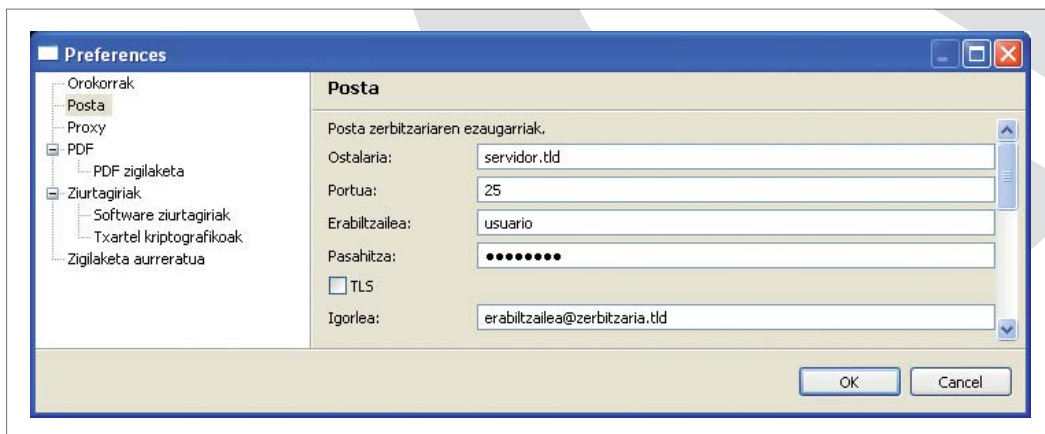 Preferences
Orokorrak
Posta
Proxy
PDF
PDF zigilaketa
Ziurtagiriak
Software ziurtagiriak
Txartel kriptografikoak
Zigilaketa aurreratua
Posta
Posta zerbitzariaren ezaugarriak.
Ostalaria: servidor.tld
Portua: 25
Erabiltzailea: usuario
Pasahitza: ●●●●●●●●
TLS
Igorlea: erabiltzailea@zerbitzaria.tld
OK Cancel